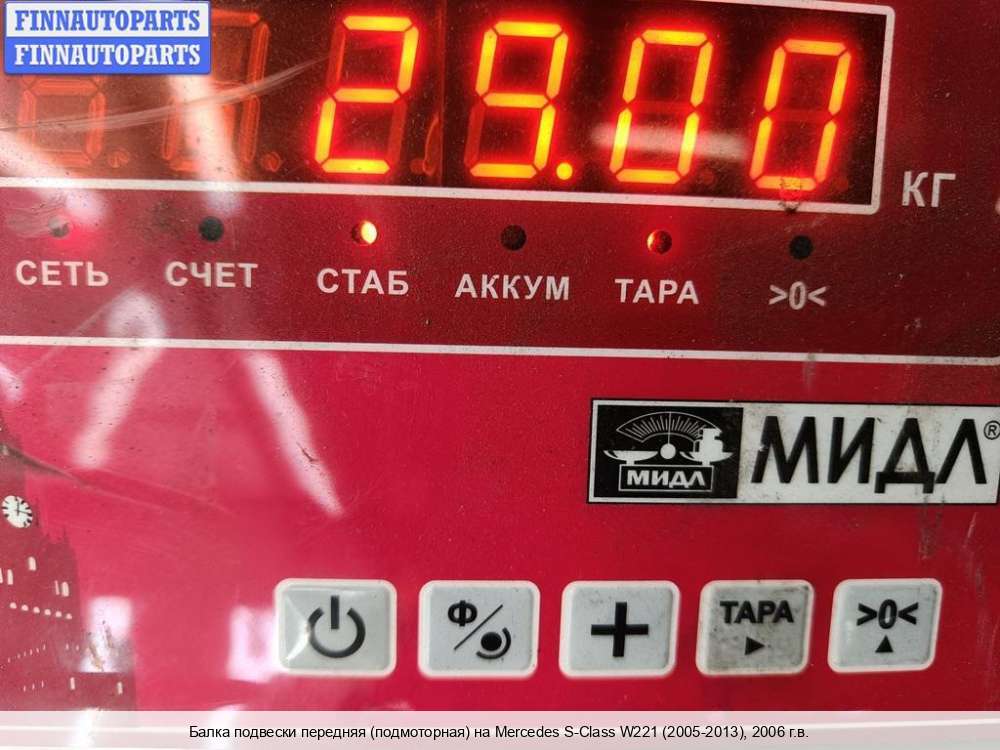 FINNAUTOPARTS
FINNAUTOPARTS
29.00
КГ
СЕТЬ СЧЕТ СТАБ АККУМ ТАРА >0<
МИДЛ МИДЛ®
Ф/ + ТАРА >0<
Балка подвески передняя (подмоторная) на Mercedes S-Class W221 (2005-2013), 2006 г.в.